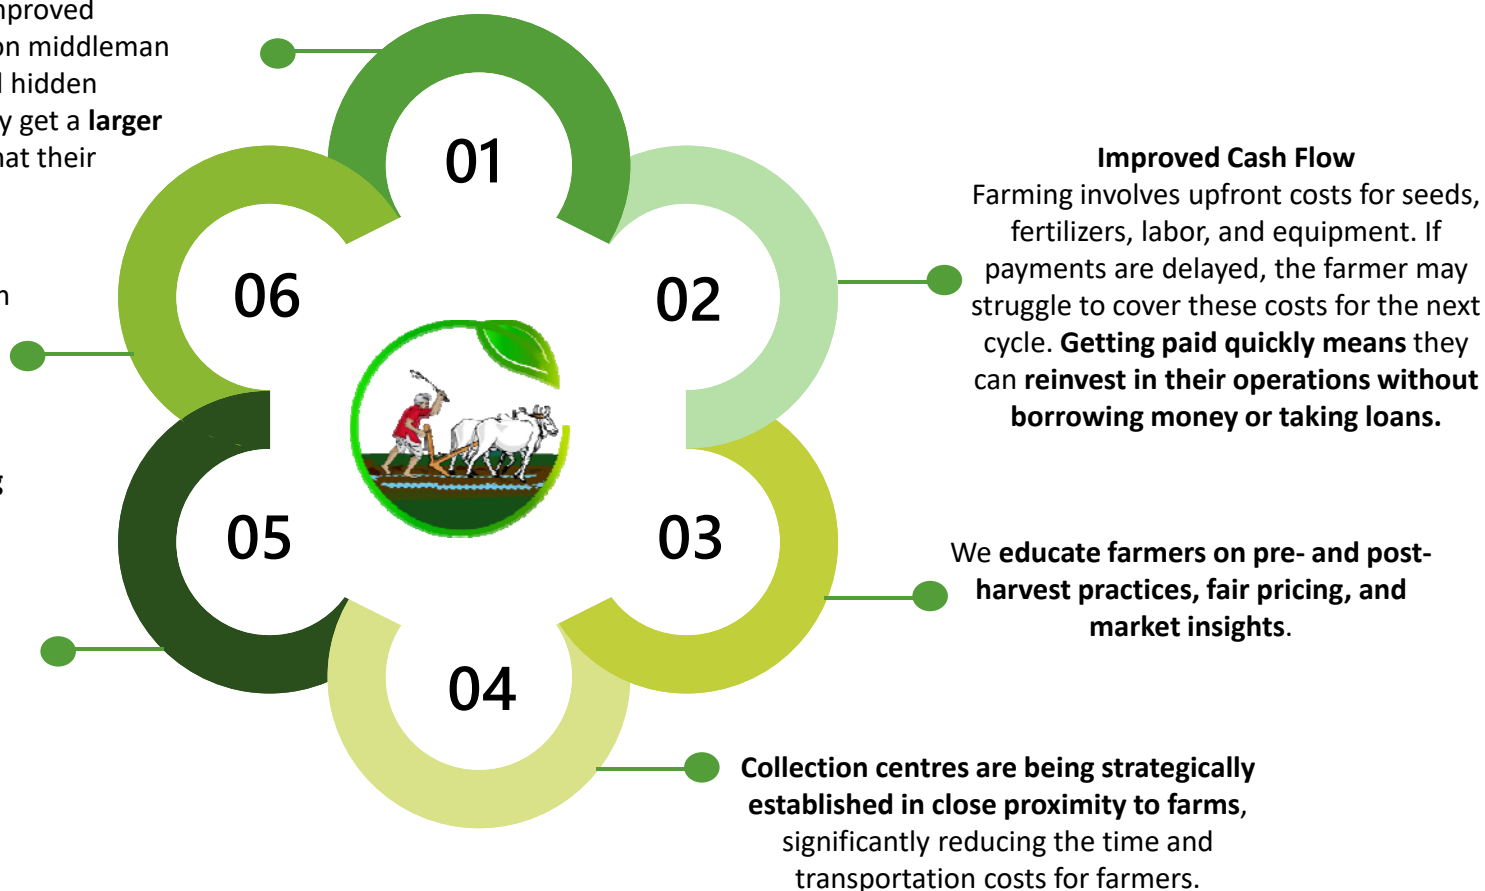 improved
on middleman
hidden
y get a larger
hat their
01
Improved Cash Flow
Farming involves upfront costs for seeds,
fertilizers, labor, and equipment. If
payments are delayed, the farmer may
struggle to cover these costs for the next
cycle. Getting paid quickly means they
can reinvest in their operations without
borrowing money or taking loans.
06
02
n
g
05
03
We educate farmers on pre- and post-
harvest practices, fair pricing, and
market insights.
04
Collection centres are being strategically
established in close proximity to farms,
significantly reducing the time and
transportation costs for farmers.